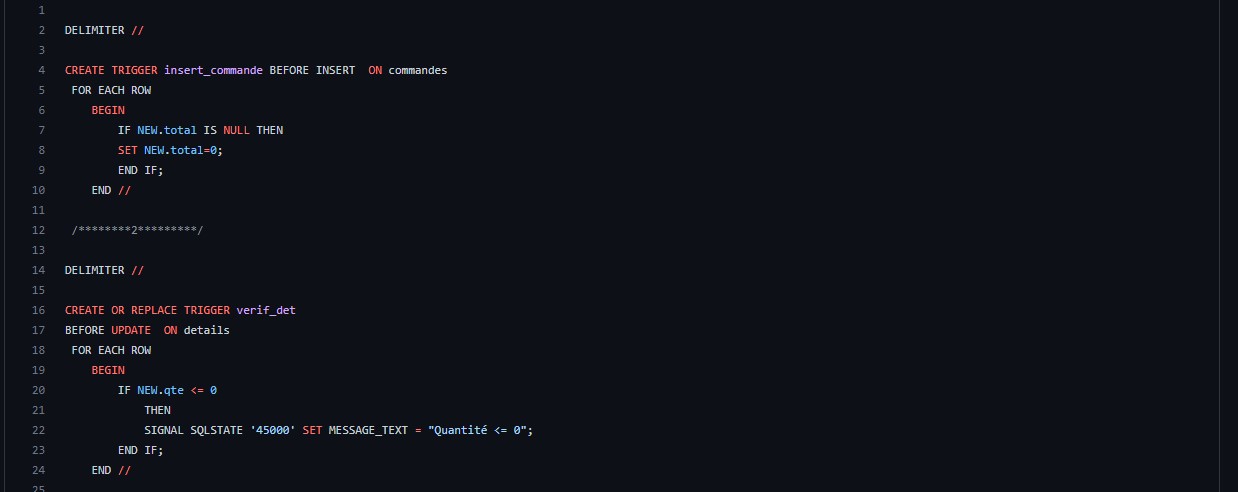 1
2 DELIMITER //
3
4 CREATE TRIGGER insert_commande BEFORE INSERT  ON commandes
5  FOR EACH ROW
6     BEGIN
7         IF NEW.total IS NULL THEN
8         SET NEW.total=0;
9         END IF;
10     END //
11
12  /********2*********/
13
14 DELIMITER //
15
16 CREATE OR REPLACE TRIGGER verif_det
17 BEFORE UPDATE  ON details
18  FOR EACH ROW
19     BEGIN
20         IF NEW.qte <= 0
21             THEN
22             SIGNAL SQLSTATE '45000' SET MESSAGE_TEXT = "Quantité <= 0";
23         END IF;
24     END //
25